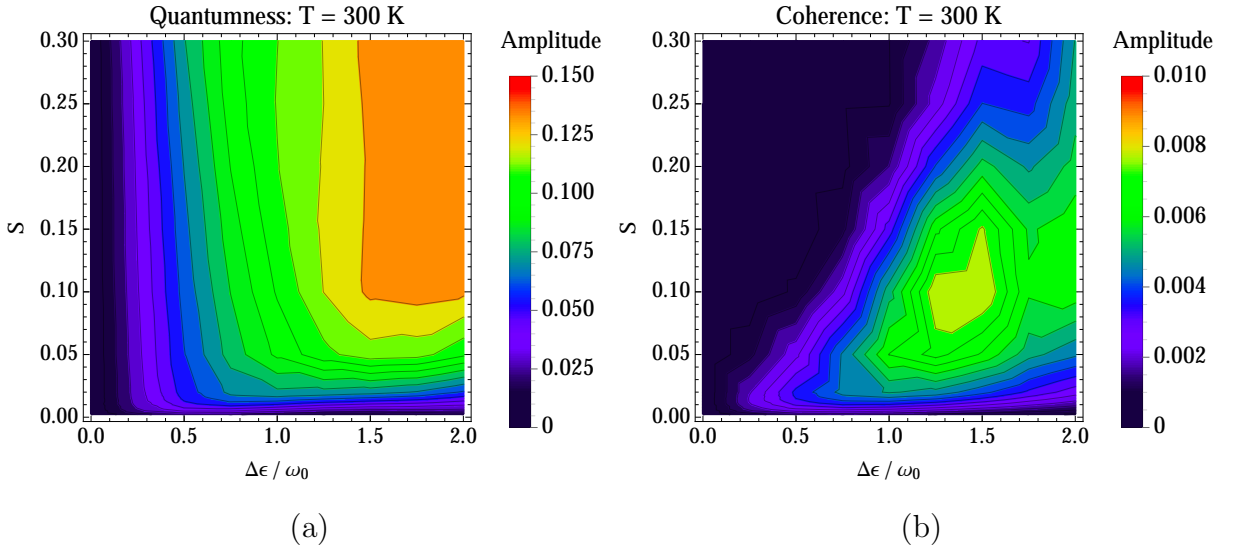 Quantumness: T = 300 K
Amplitude
0.30
0.25
0.20
0.15
0.10
0.05
0.00
S
0.0 0.5 1.0 1.5 2.0
Δϵ / ω₀
0.150
0.125
0.100
0.075
0.050
0.025
0
(a)
Coherence: T = 300 K
Amplitude
0.30
0.25
0.20
0.15
0.10
0.05
0.00
S
0.0 0.5 1.0 1.5 2.0
Δϵ / ω₀
0.010
0.008
0.006
0.004
0.002
0
(b)